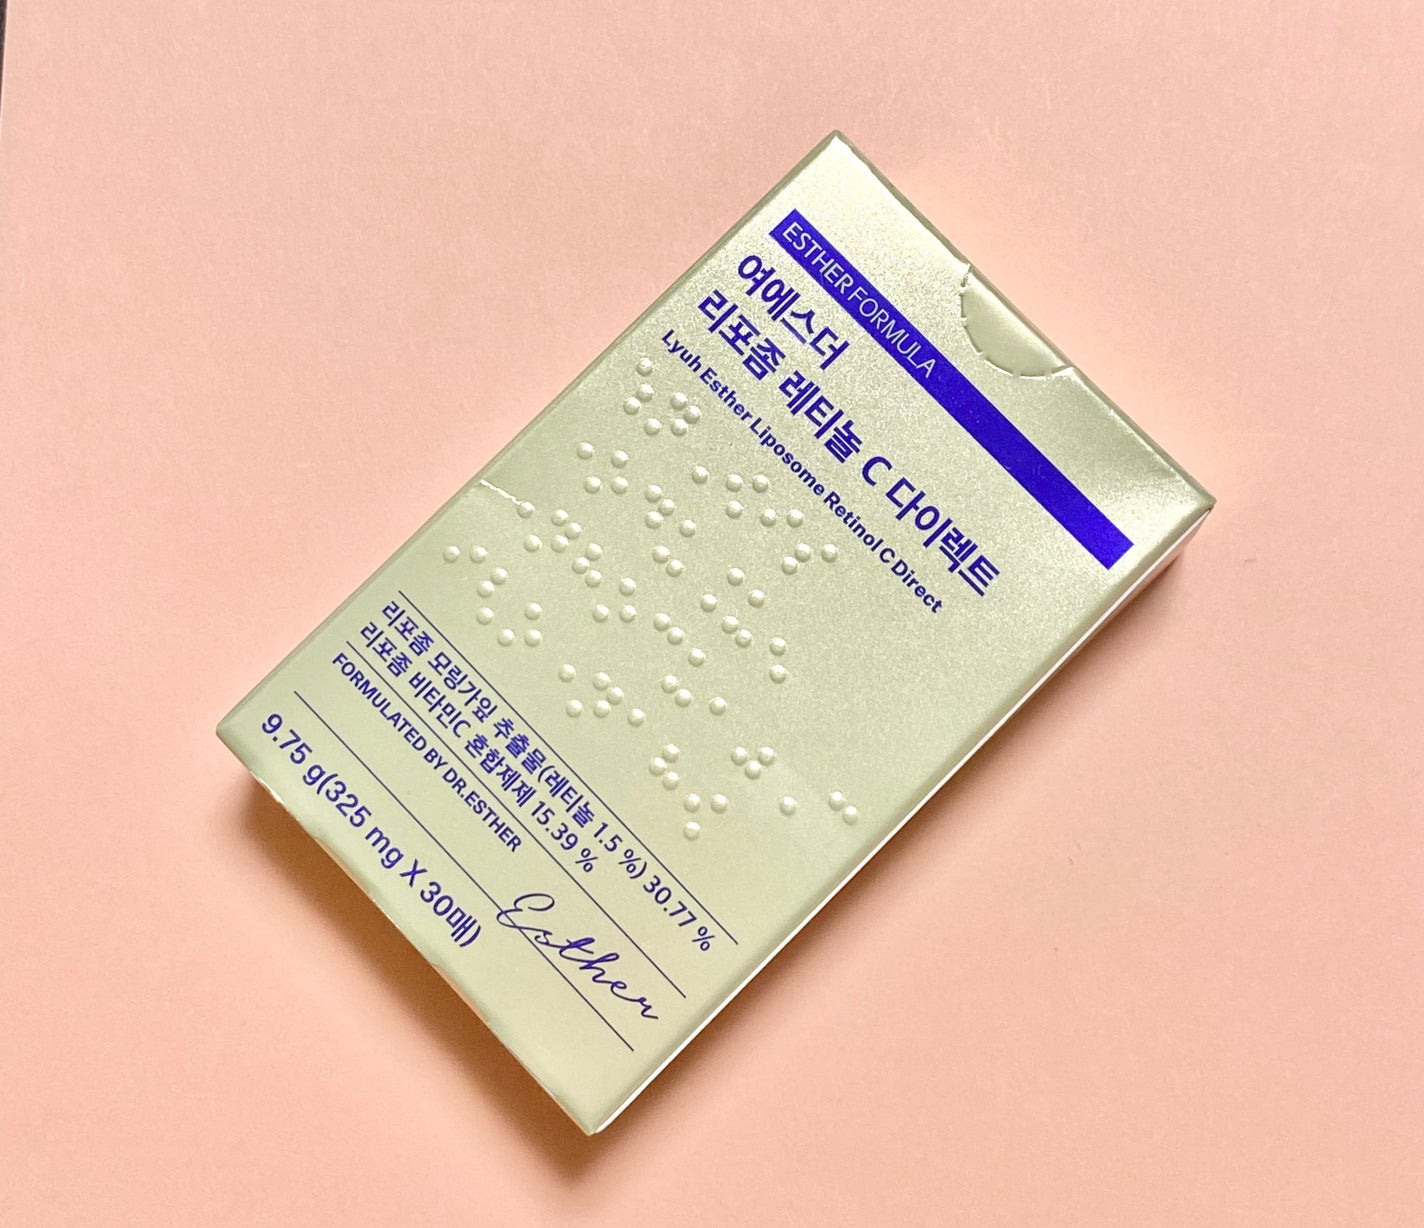 ESTHER FORMULA
여에스더
리포좀 레티놀 C 다이렉트
Lyuh Esther Liposome Retinol C Direct
리포좀 모링가잎 추출물(레티놀 1.5 %) 30.77 %
리포좀 비타민C 혼합제제 15.39 %
FORMULATED BY DR.ESTHER
Esther
9.75 g(325 mg X 30매)